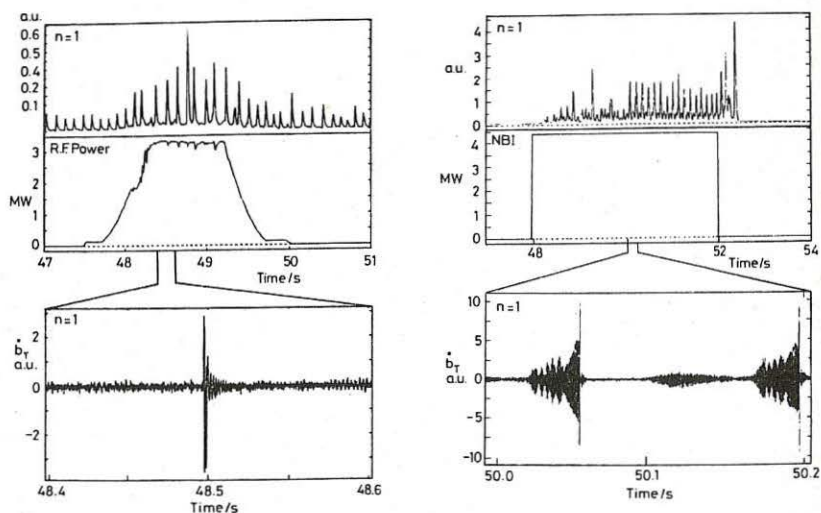 a.u.
n=1
0.6
0.5
0.4
0.3
0.2
0.1
R.F. Power
3
MW 2
1
0
47 48 49 50 51
Time/s
n=1
2
ḃT
a.u.
0
-2
48.4 48.5 48.6
Time/s
n=1
4
a.u. 3
2
1
0
NBI
4
MW 3
2
1
0
48 52 54
Time/s
n=1
10
5
ḃT
a.u.
0
-5
-10
50.0 50.1 50.2
Time/s